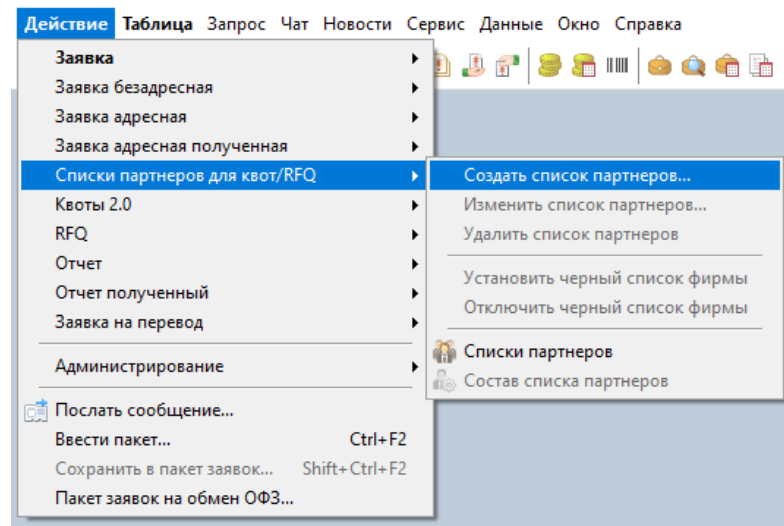 Действие Таблица Запрос Чат Новости Сервис Данные Окно Справка
Заявка
Заявка безадресная
Заявка адресная
Заявка адресная полученная
Списки партнеров для квот/RFQ
Квоты 2.0
RFQ
Отчет
Отчет полученный
Заявка на перевод
Администрирование
Послать сообщение...
Ввести пакет... Ctrl+F2
Сохранить в пакет заявок... Shift+Ctrl+F2
Пакет заявок на обмен ОФЗ...
Создать список партнеров...
Изменить список партнеров...
Удалить список партнеров
Установить черный список фирмы
Отключить черный список фирмы
Списки партнеров
Состав списка партнеров